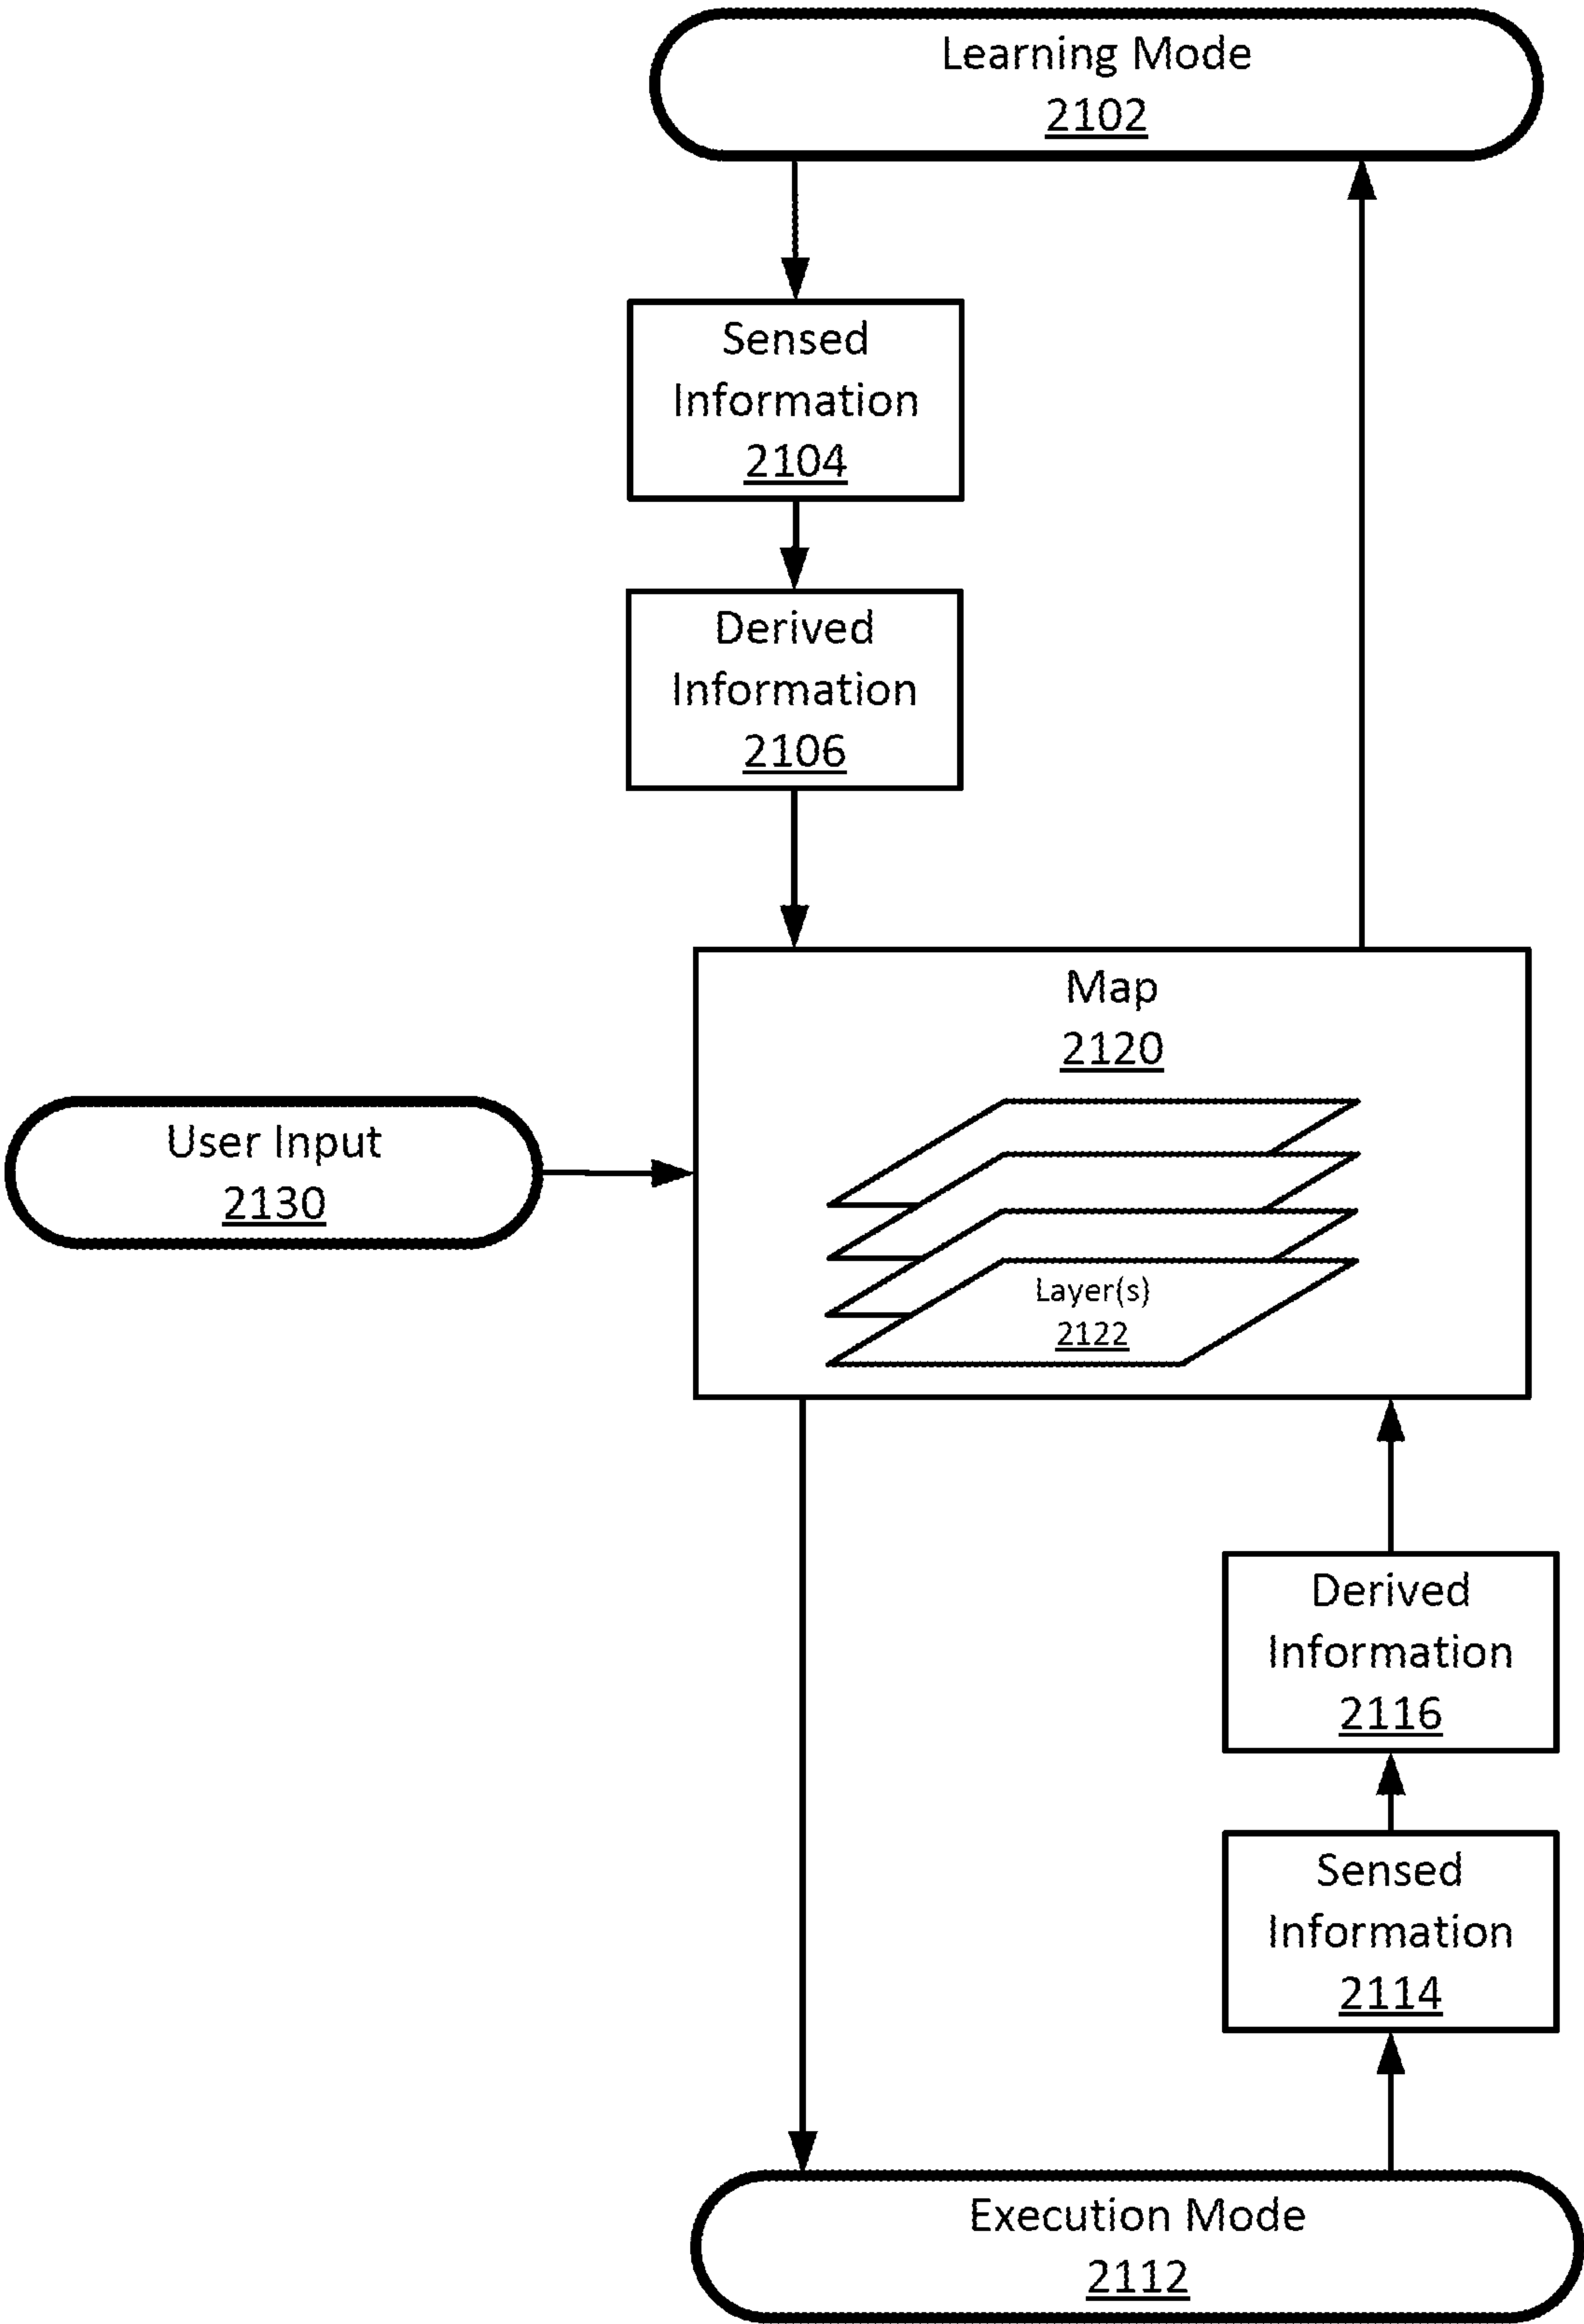 Learning Mode
2102
Sensed
Information
2104
Derived
Information
2106
Map
2120
User Input
2130
Layer(s)
2122
Derived
Information
2116
Sensed
Information
2114
Execution Mode
2112